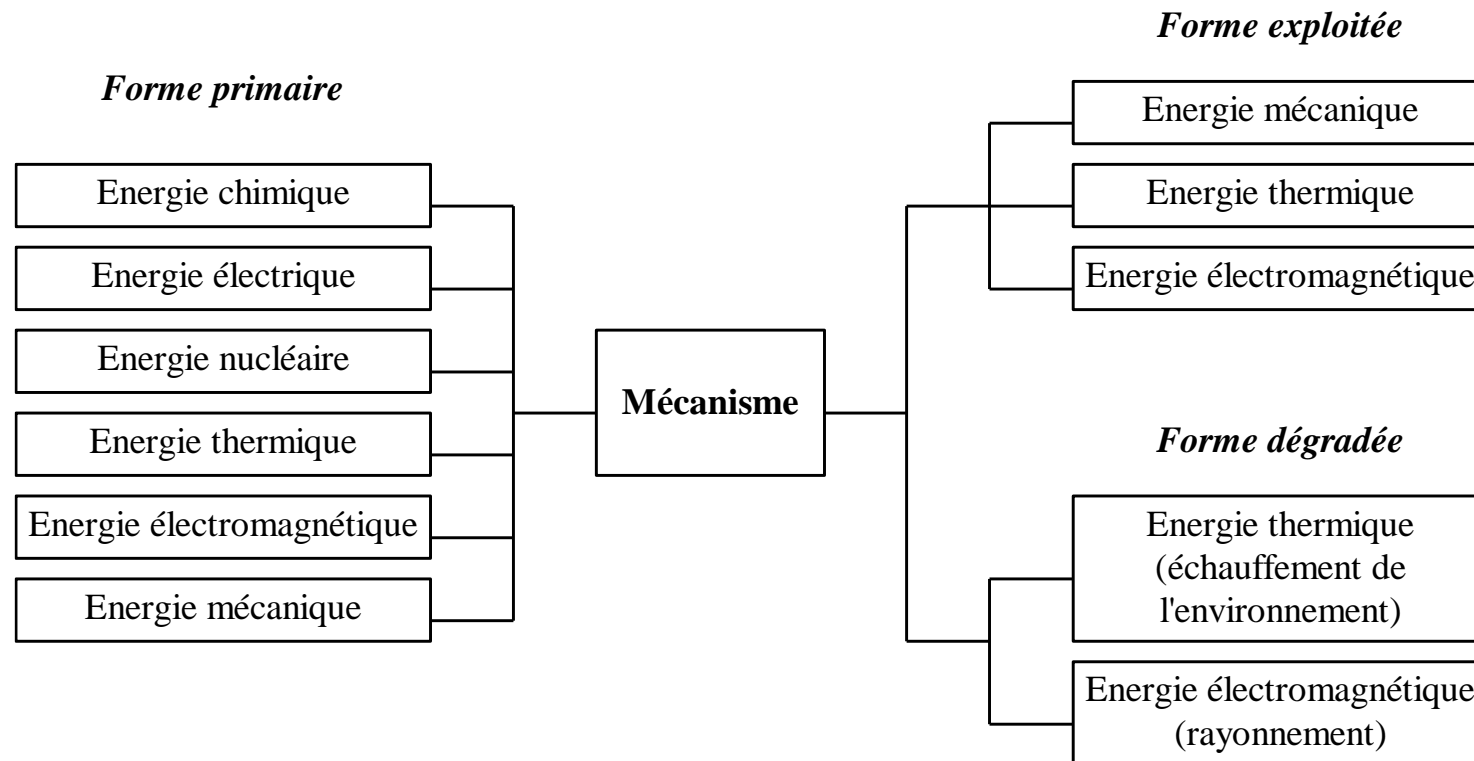 Forme primaire
Energie chimique
Energie électrique
Energie nucléaire
Energie thermique
Energie électromagnétique
Energie mécanique
Mécanisme
Forme exploitée
Energie mécanique
Energie thermique
Energie électromagnétique
Forme dégradée
Energie thermique
(échauffement de
l'environnement)
Energie électromagnétique
(rayonnement)